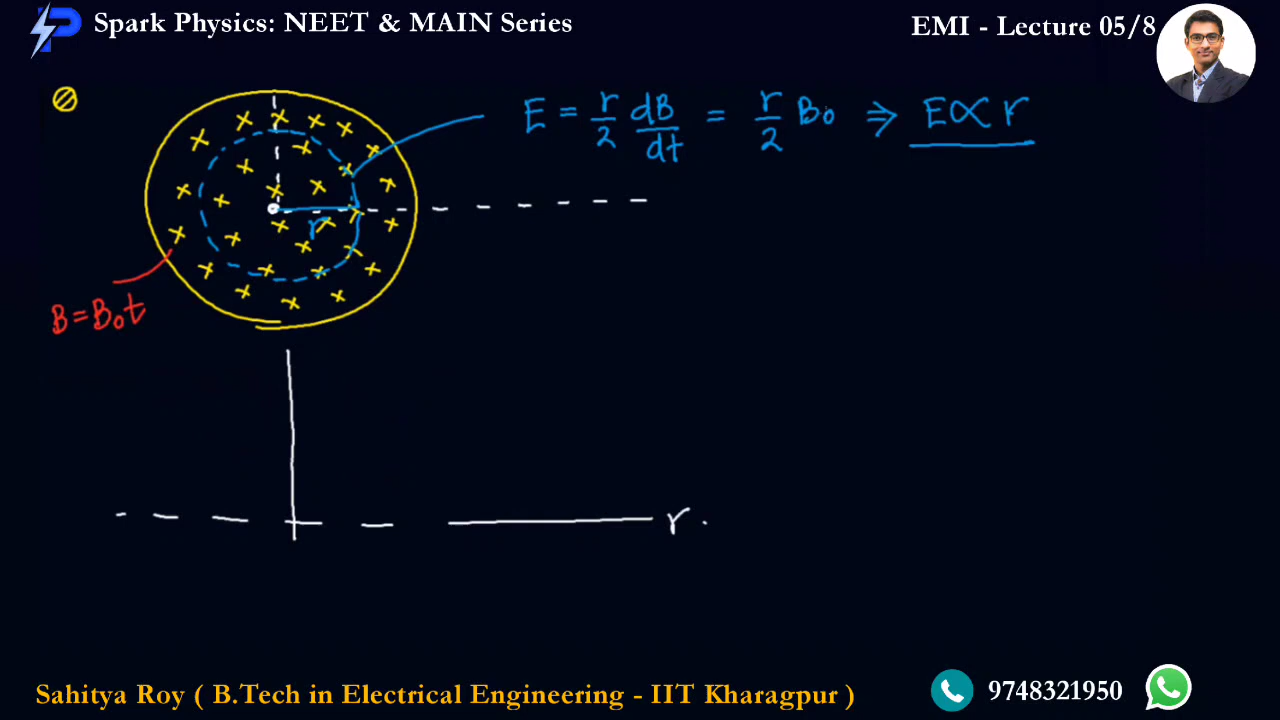 Spark Physics: NEET & MAIN Series
EMI - Lecture 05/8
E = r/2 dB/dt = r/2 B₀ ⇒ E ∝ r
r
B = B₀t
r
Sahitya Roy ( B.Tech in Electrical Engineering - IIT Kharagpur )
9748321950